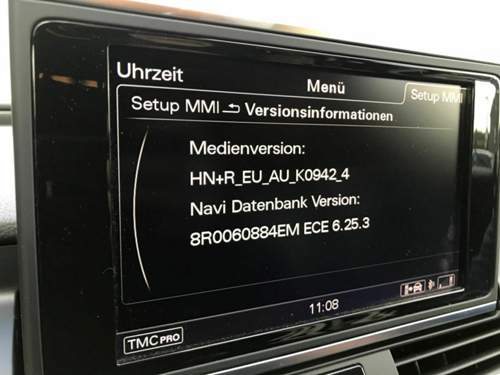 Uhrzeit
Menü
Setup MMI
Setup MMI Versionsinformationen
Medienversion:
HN+R_EU_AU_K0942_4
Navi Datenbank Version:
8R0060884EM ECE 6.25.3
11:08
TMC PRO